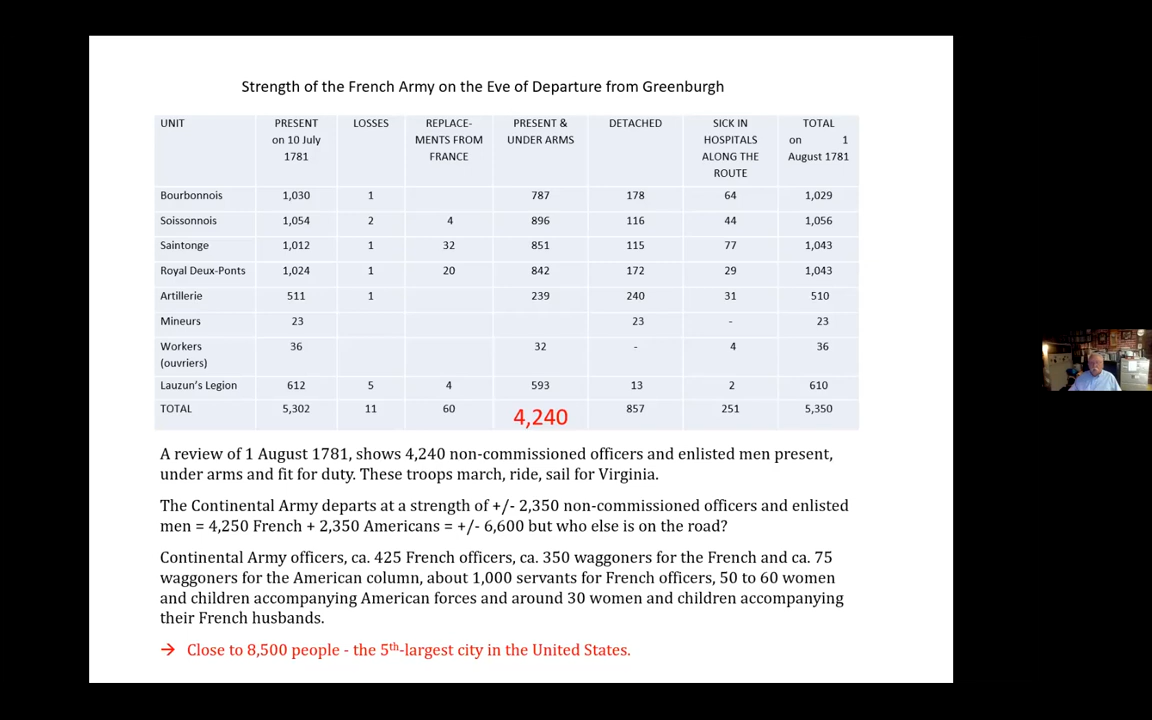 Strength of the French Army on the Eve of Departure from Greenburgh
UNIT PRESENT on 10 July 1781 LOSSES REPLACE-MENTS FROM FRANCE PRESENT & UNDER ARMS DETACHED SICK IN HOSPITALS ALONG THE ROUTE TOTAL on 1 August 1781
Bourbonnois 1,030 1 787 178 64 1,029
Soissonnois 1,054 2 4 896 116 44 1,056
Saintonge 1,012 1 32 851 115 77 1,043
Royal Deux-Ponts 1,024 1 20 842 172 29 1,043
Artillerie 511 1 239 240 31 510
Mineurs 23 23 - 23
Workers (ouvriers) 36 32 - 4 36
Lauzun's Legion 612 5 4 593 13 2 610
TOTAL 5,302 11 60 4,240 857 251 5,350
A review of 1 August 1781, shows 4,240 non-commissioned officers and enlisted men present,
under arms and fit for duty. These troops march, ride, sail for Virginia.
The Continental Army departs at a strength of +/- 2,350 non-commissioned officers and enlisted
men = 4,250 French + 2,350 Americans = +/- 6,600 but who else is on the road?
Continental Army officers, ca. 425 French officers, ca. 350 waggoners for the French and ca. 75
waggoners for the American column, about 1,000 servants for French officers, 50 to 60 women
and children accompanying American forces and around 30 women and children accompanying
their French husbands.
→ Close to 8,500 people - the 5th-largest city in the United States.